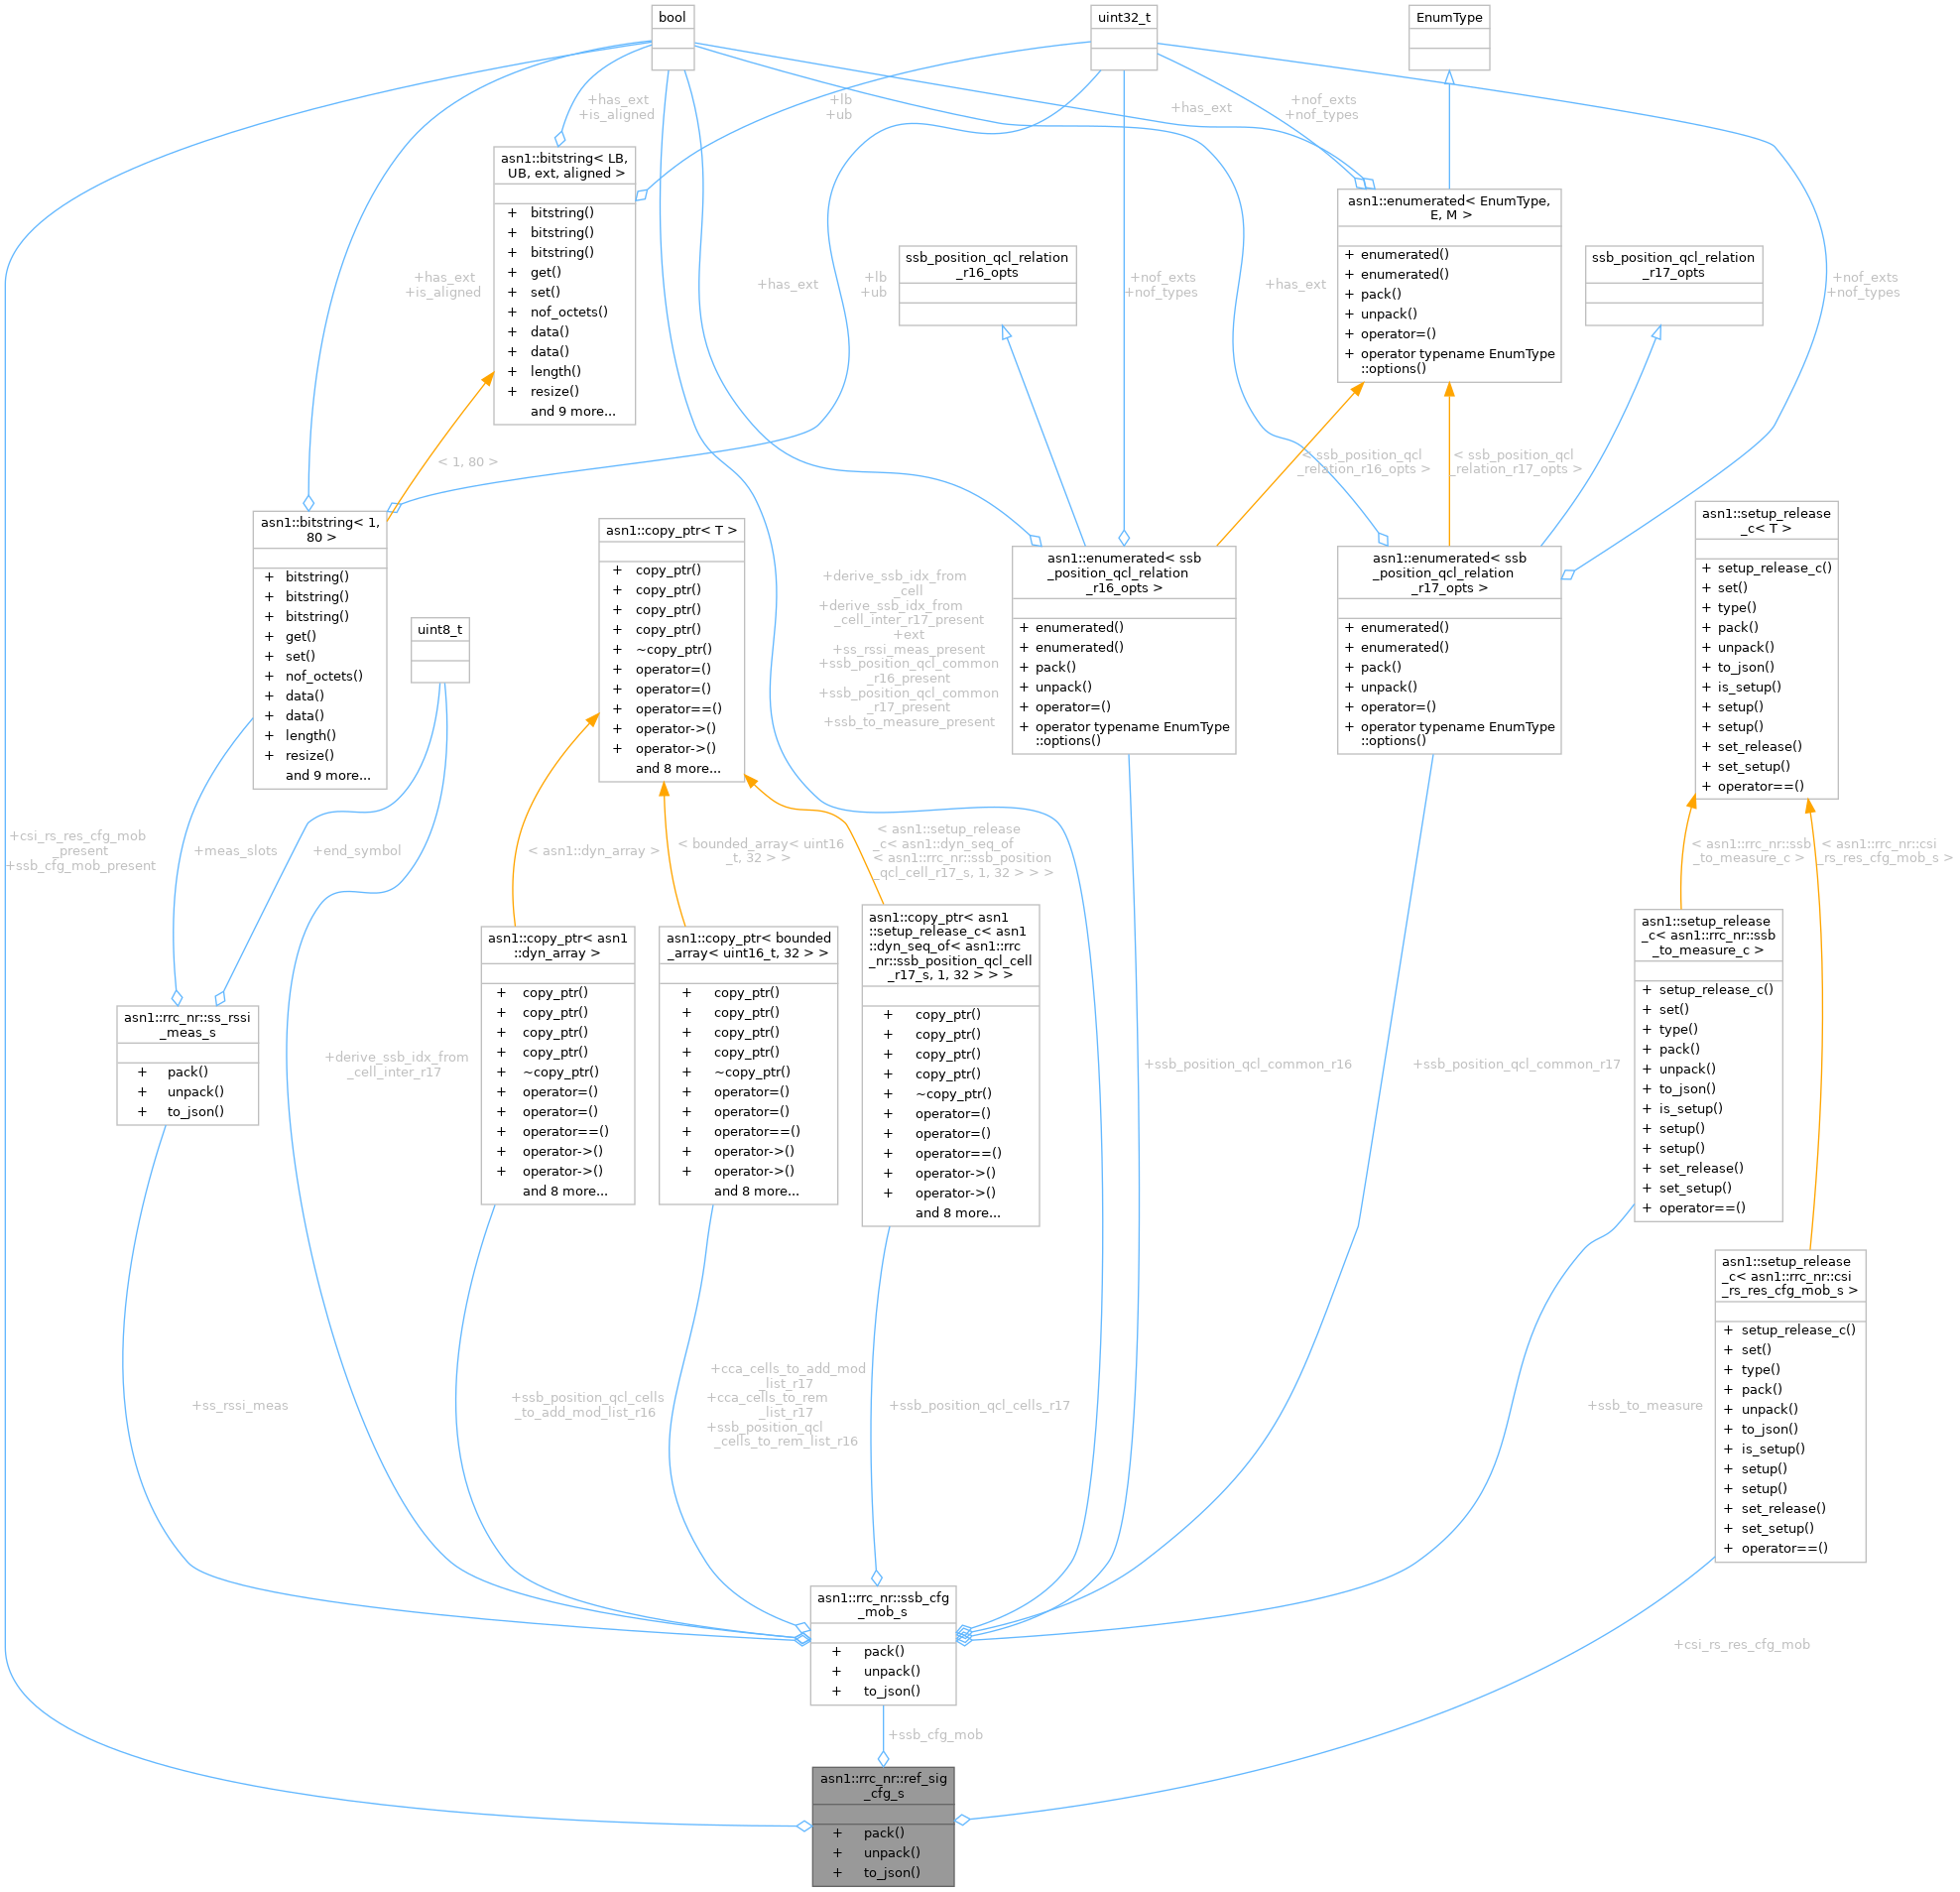 bool
uint32_t
EnumType
+has_ext
+is_aligned
+lb
+ub
+has_ext
+nof_exts
+nof_types
asn1::bitstring< LB,
UB, ext, aligned >
+ bitstring()
+ bitstring()
+ bitstring()
+ get()
+ set()
+ nof_octets()
+ data()
+ data()
+ length()
+ resize()
and 9 more...
asn1::enumerated< EnumType,
E, M >
+ enumerated()
+ enumerated()
+ pack()
+ unpack()
+ operator=()
+ operator typename EnumType
::options()
ssb_position_qcl_relation
_r16_opts
ssb_position_qcl_relation
_r17_opts
+has_ext
+is_aligned
+has_ext
+lb
+ub
+nof_exts
+nof_types
+has_ext
+nof_exts
+nof_types
< 1, 80 >
< ssb_position_qcl
_relation_r16_opts >
< ssb_position_qcl
_relation_r17_opts >
asn1::bitstring< 1,
80 >
+ bitstring()
+ bitstring()
+ bitstring()
+ get()
+ set()
+ nof_octets()
+ data()
+ data()
+ length()
+ resize()
and 9 more...
uint8_t
asn1::copy_ptr< T >
+ copy_ptr()
+ copy_ptr()
+ copy_ptr()
+ copy_ptr()
+ ~copy_ptr()
+ operator=()
+ operator=()
+ operator==()
+ operator->()
+ operator->()
and 8 more...
+derive_ssb_idx_from
_cell
+derive_ssb_idx_from
_cell_inter_r17_present
+ext
+ss_rssi_meas_present
+ssb_position_qcl_common
_r16_present
+ssb_position_qcl_common
_r17_present
+ssb_to_measure_present
asn1::enumerated< ssb
_position_qcl_relation
_r16_opts >
+ enumerated()
+ enumerated()
+ pack()
+ unpack()
+ operator=()
+ operator typename EnumType
::options()
asn1::enumerated< ssb
_position_qcl_relation
_r17_opts >
+ enumerated()
+ enumerated()
+ pack()
+ unpack()
+ operator=()
+ operator typename EnumType
::options()
asn1::setup_release
_c< T >
+ setup_release_c()
+ set()
+ type()
+ pack()
+ unpack()
+ to_json()
+ is_setup()
+ setup()
+ setup()
+ set_release()
+ set_setup()
+ operator==()
+csi_rs_res_cfg_mob
_present
+ssb_cfg_mob_present
+meas_slots
+end_symbol
< asn1::dyn_array >
< bounded_array< uint16
_t, 32 > >
< asn1::setup_release
_c< asn1::dyn_seq_of
< asn1::rrc_nr::ssb_position
_qcl_cell_r17_s, 1, 32 > > >
< asn1::rrc_nr::ssb
_to_measure_c >
< asn1::rrc_nr::csi
_rs_res_cfg_mob_s >
asn1::rrc_nr::ss_rssi
_meas_s
+ pack()
+ unpack()
+ to_json()
+derive_ssb_idx_from
_cell_inter_r17
asn1::copy_ptr< asn1
::dyn_array >
+ copy_ptr()
+ copy_ptr()
+ copy_ptr()
+ copy_ptr()
+ ~copy_ptr()
+ operator=()
+ operator=()
+ operator==()
+ operator->()
+ operator->()
and 8 more...
asn1::copy_ptr< bounded
_array< uint16_t, 32 > >
+ copy_ptr()
+ copy_ptr()
+ copy_ptr()
+ copy_ptr()
+ ~copy_ptr()
+ operator=()
+ operator=()
+ operator==()
+ operator->()
+ operator->()
and 8 more...
asn1::copy_ptr< asn1
::setup_release_c< asn1
::dyn_seq_of< asn1::rrc
_nr::ssb_position_qcl_cell
_r17_s, 1, 32 > > >
+ copy_ptr()
+ copy_ptr()
+ copy_ptr()
+ copy_ptr()
+ ~copy_ptr()
+ operator=()
+ operator=()
+ operator==()
+ operator->()
+ operator->()
and 8 more...
+ssb_position_qcl_common_r16
+ssb_position_qcl_common_r17
asn1::setup_release
_c< asn1::rrc_nr::ssb
_to_measure_c >
+ setup_release_c()
+ set()
+ type()
+ pack()
+ unpack()
+ to_json()
+ is_setup()
+ setup()
+ setup()
+ set_release()
+ set_setup()
+ operator==()
asn1::setup_release
_c< asn1::rrc_nr::csi
_rs_res_cfg_mob_s >
+ setup_release_c()
+ set()
+ type()
+ pack()
+ unpack()
+ to_json()
+ is_setup()
+ setup()
+ setup()
+ set_release()
+ set_setup()
+ operator==()
+ss_rssi_meas
+ssb_position_qcl_cells
_to_add_mod_list_r16
+cca_cells_to_add_mod
_list_r17
+cca_cells_to_rem
_list_r17
+ssb_position_qcl
_cells_to_rem_list_r16
+ssb_position_qcl_cells_r17
+ssb_to_measure
asn1::rrc_nr::ssb_cfg
_mob_s
+ pack()
+ unpack()
+ to_json()
+csi_rs_res_cfg_mob
+ssb_cfg_mob
asn1::rrc_nr::ref_sig
_cfg_s
+ pack()
+ unpack()
+ to_json()